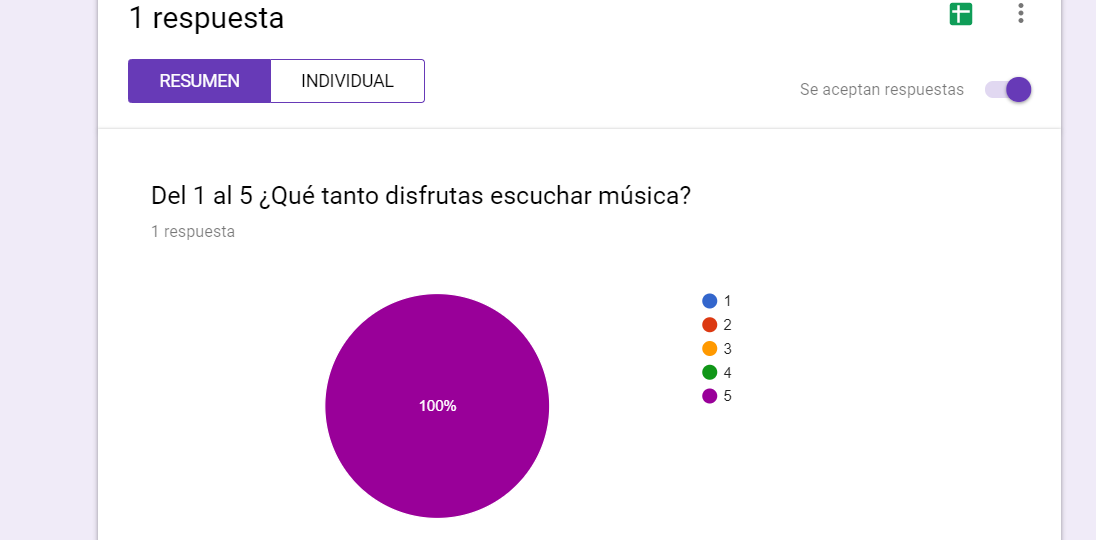 1 respuesta
RESUMEN
INDIVIDUAL
Se aceptan respuestas
Del 1 al 5 ¿Qué tanto disfrutas escuchar música?
1 respuesta
100%
1
2
3
4
5